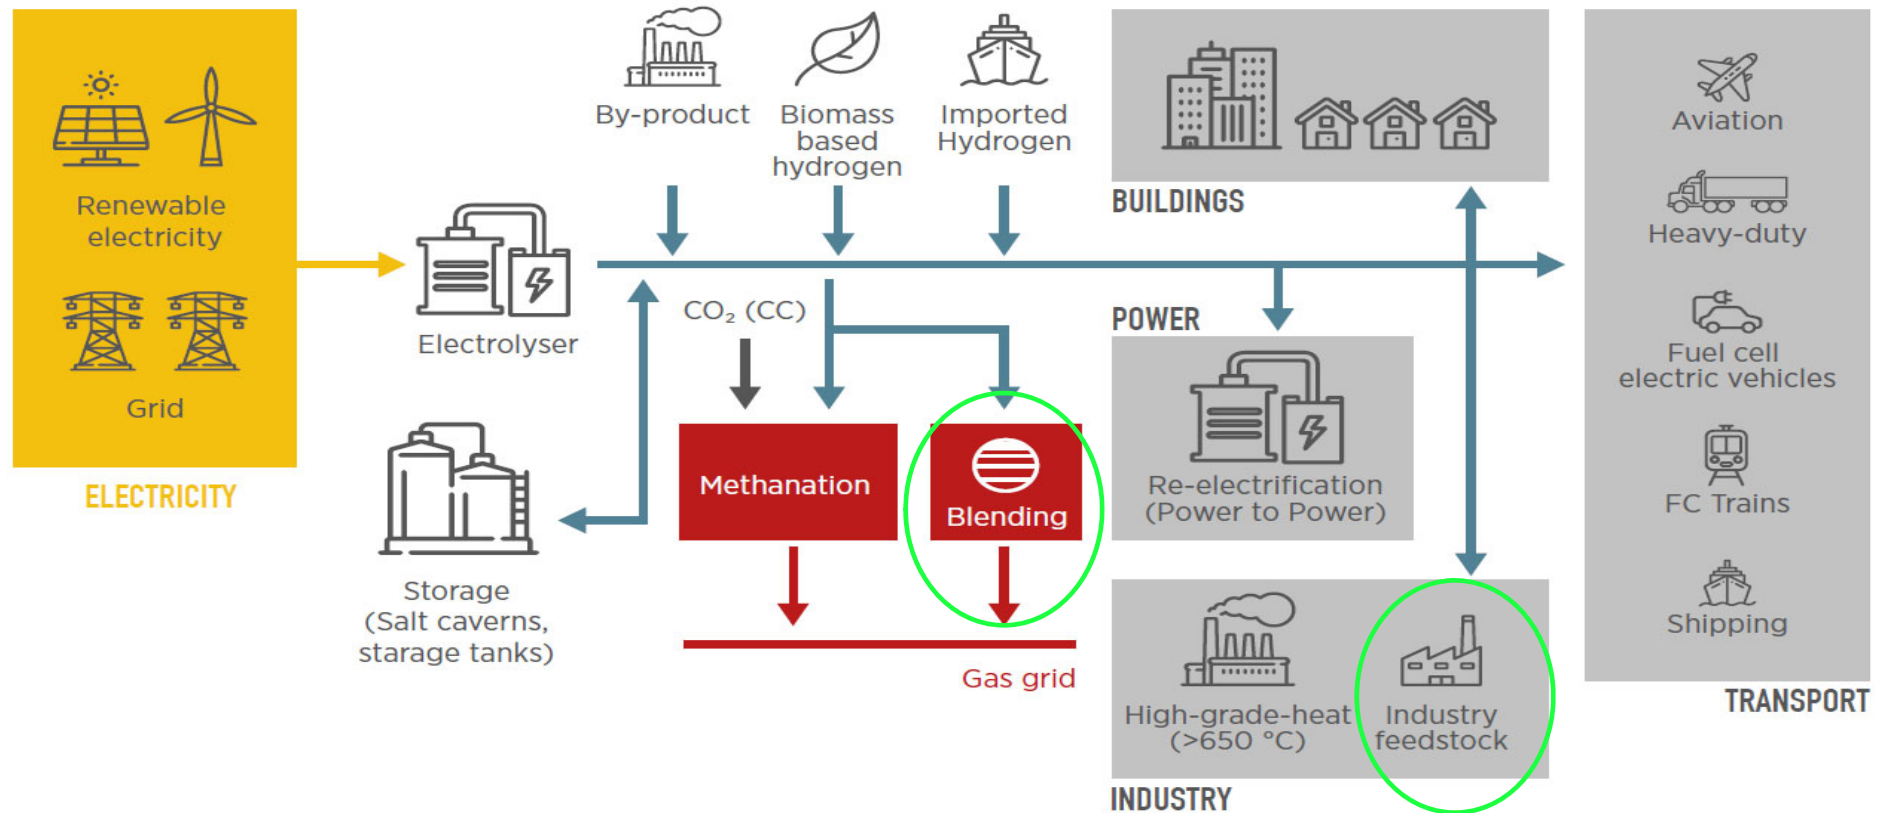 Renewable
electricity
Grid
ELECTRICITY
Electrolyser
Storage
(Salt caverns,
starage tanks)
By-product
Biomass
based
hydrogen
Imported
Hydrogen
CO₂ (CC)
Methanation
Blending
Gas grid
BUILDINGS
POWER
Re-electrification
(Power to Power)
High-grade-heat
(>650 °C)
Industry
feedstock
INDUSTRY
Aviation
Heavy-duty
Fuel cell
electric vehicles
FC Trains
Shipping
TRANSPORT